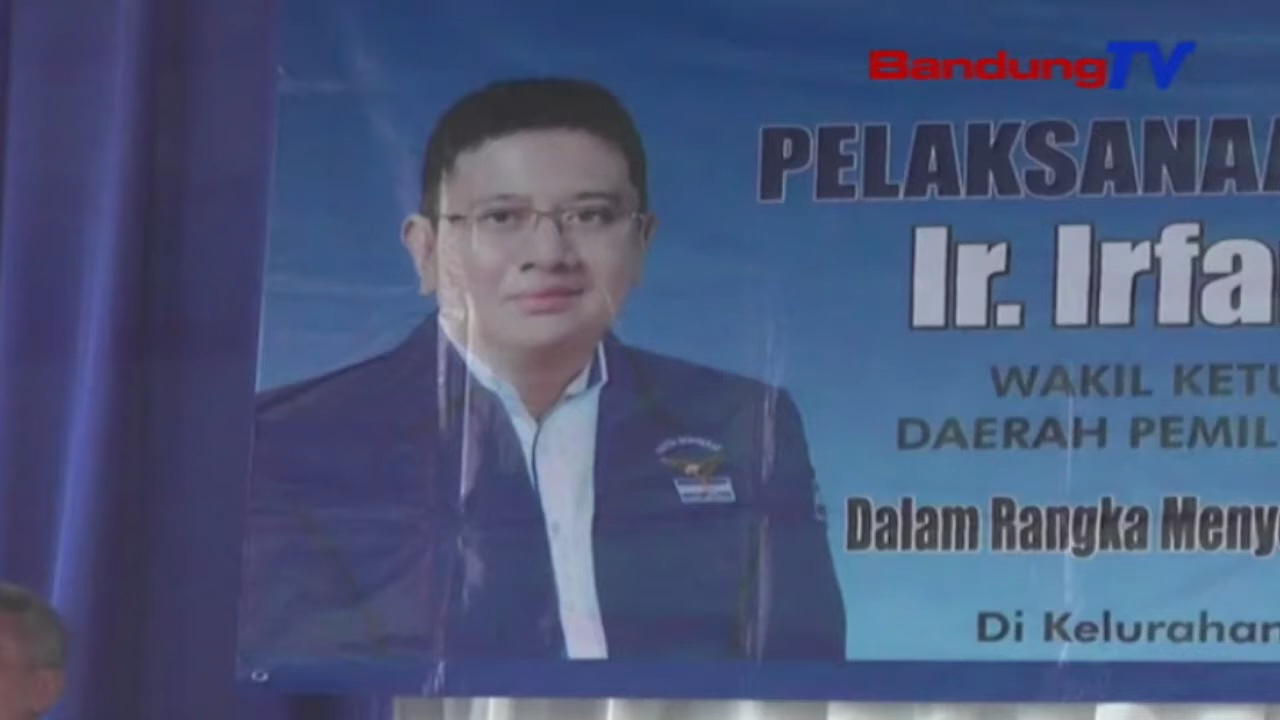 BandungTV
PELAKSANAA
Ir. Irfa
WAKIL KETU
DAERAH PEMIL
Dalam Rangka Meny
Di Kelurahan